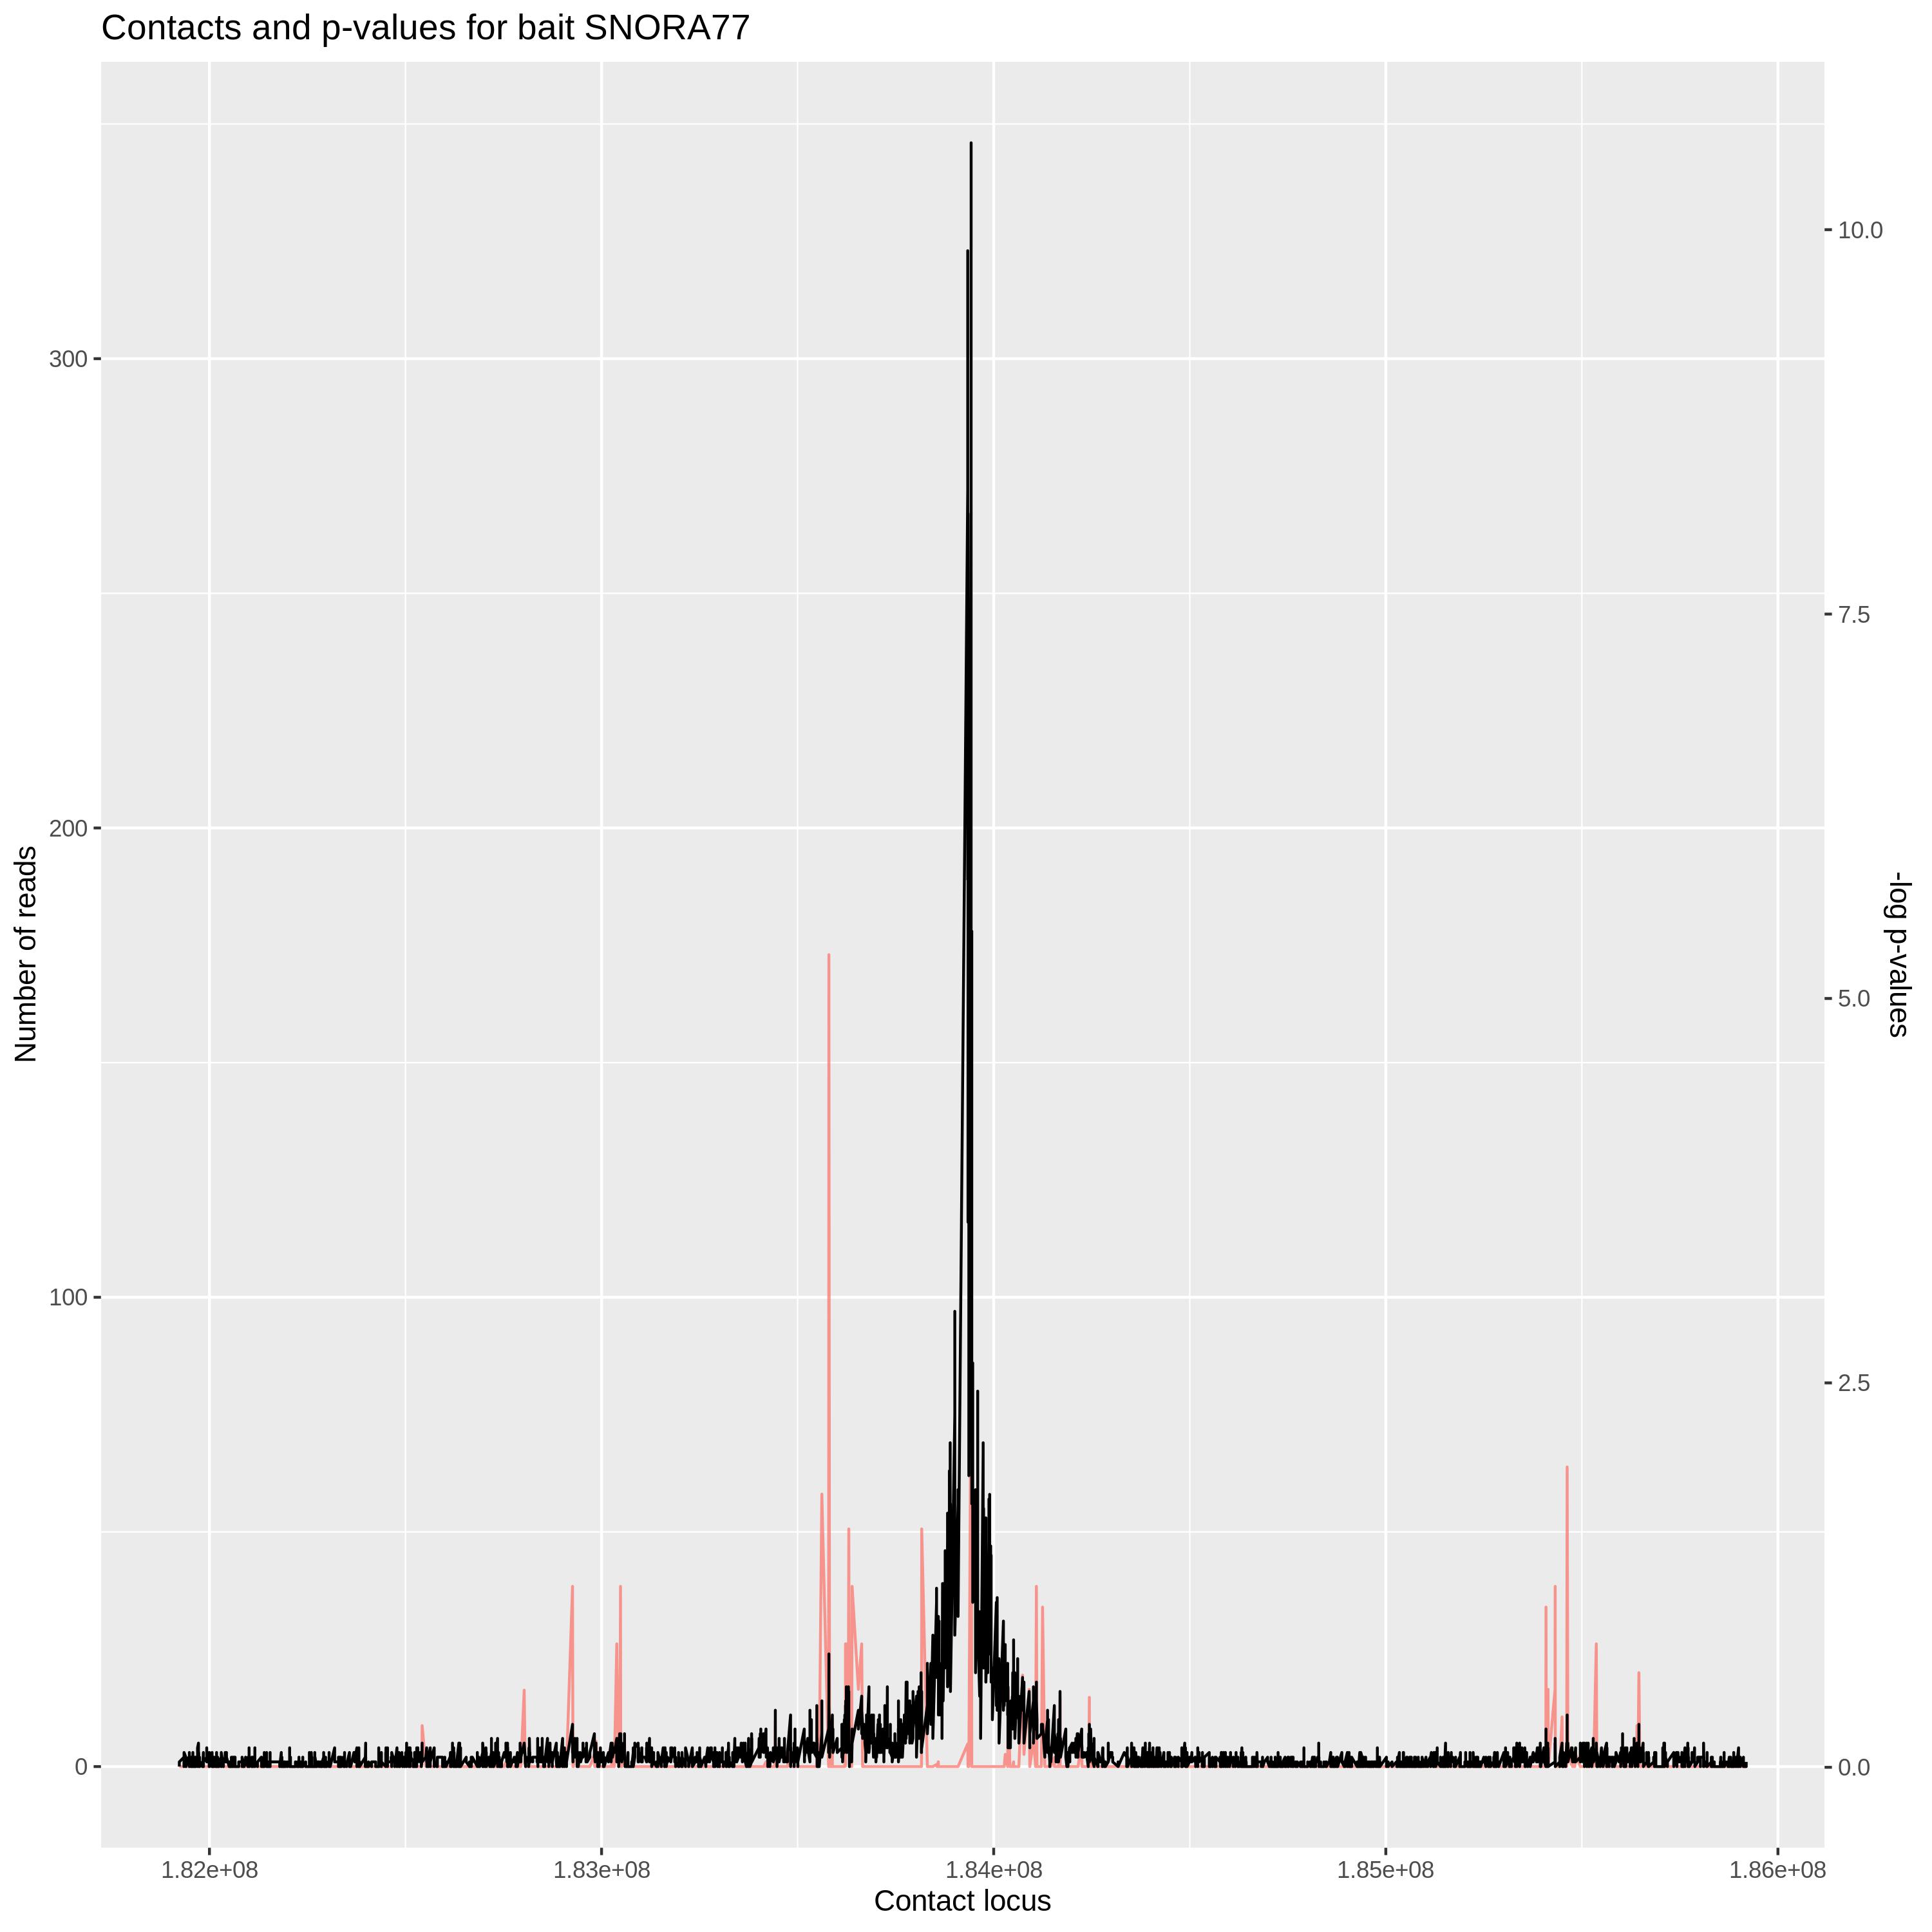 Contacts and p-values for bait SNORA77
300
200
100
0
Number of reads
10.0
7.5
5.0
2.5
0.0
-log p-values
1.82e+08 1.83e+08 1.84e+08 1.85e+08 1.86e+08
Contact locus